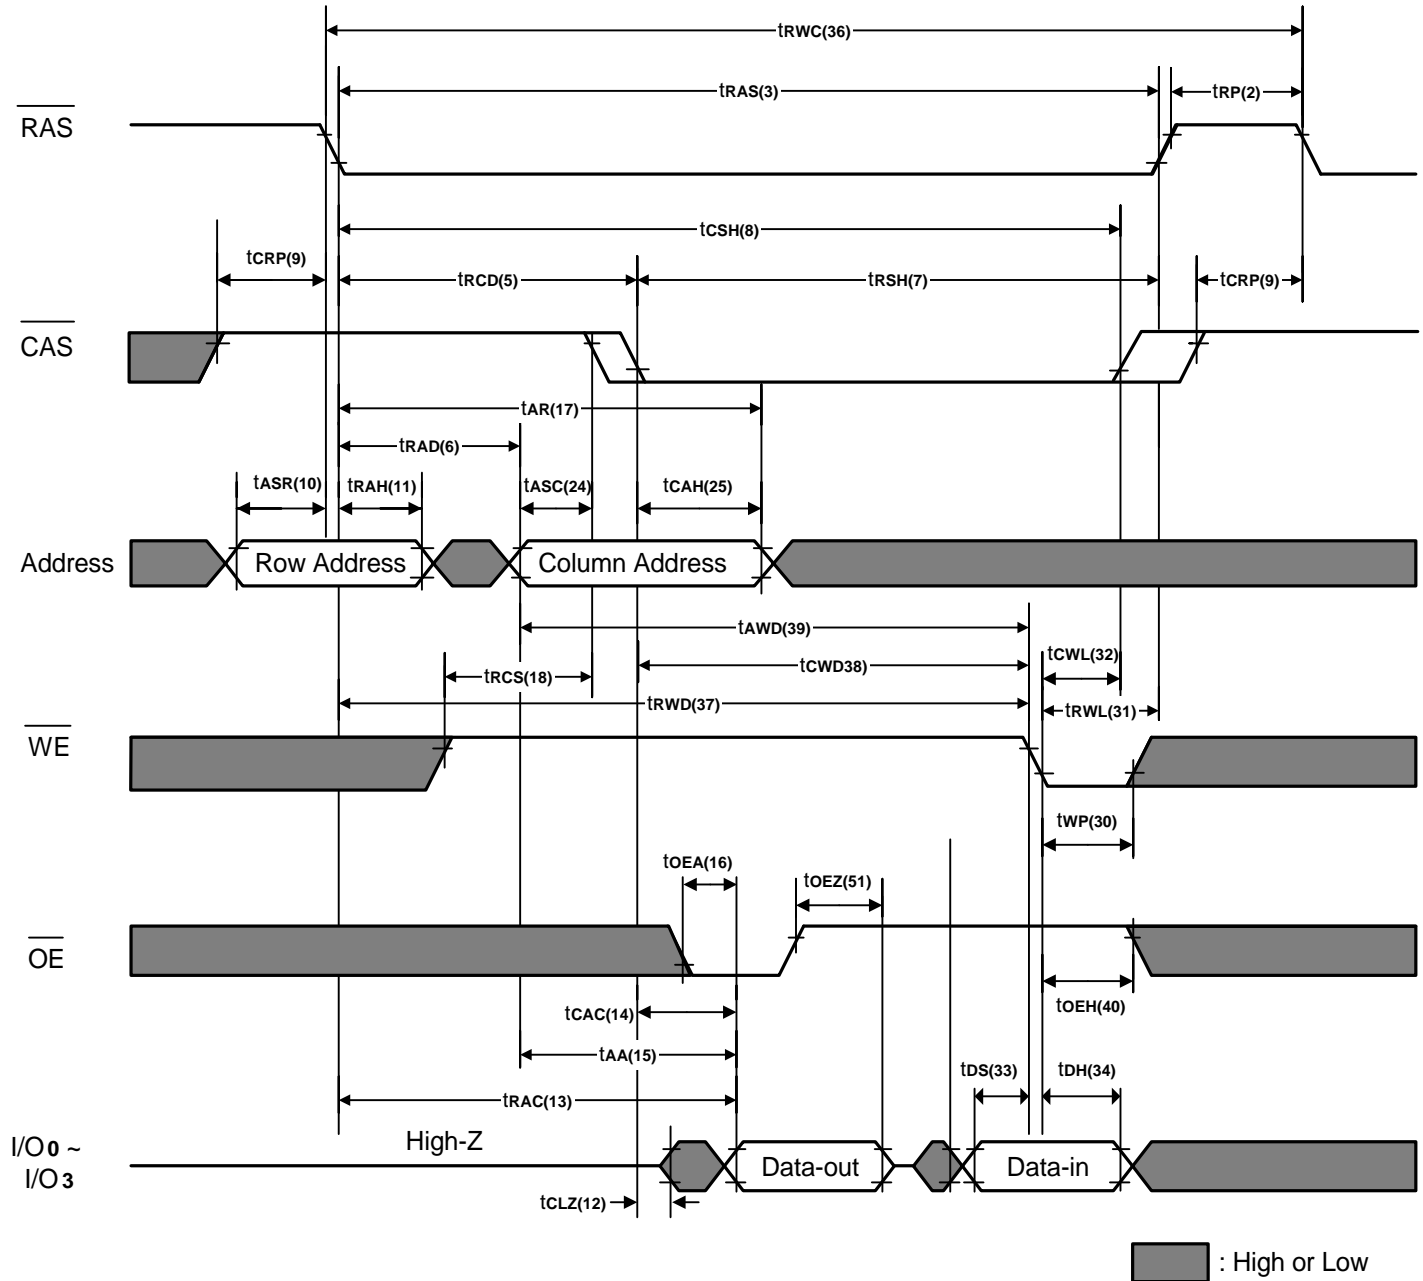 tRWC(36)
tRAS(3)
tRP(2)
RAS
tCSH(8)
tCRP(9)
tRCD(5)
tRSH(7)
tCRP(9)
CAS
tAR(17)
tRAD(6)
tASR(10)
tRAH(11)
tASC(24)
tCAH(25)
Address
Row Address
Column Address
tAWD(39)
tCWD38)
tCWL(32)
tRCS(18)
tRWD(37)
tRWL(31)
WE
tWP(30)
tOEA(16)
tOEZ(51)
OE
tCAC(14)
tOEH(40)
tAA(15)
tDS(33)
tDH(34)
tRAC(13)
High-Z
I/O0 ~
I/O3
Data-out
Data-in
tCLZ(12)
: High or Low